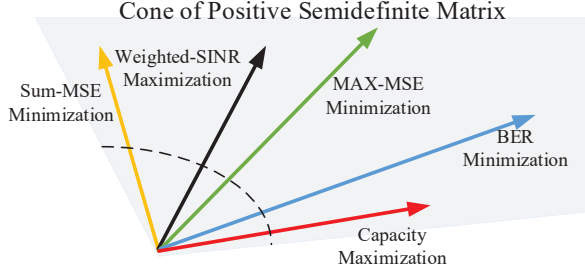 Cone of Positive Semidefinite Matrix
Weighted-SINR
Maximization
Sum-MSE
Minimization
MAX-MSE
Minimization
BER
Minimization
Capacity
Maximization